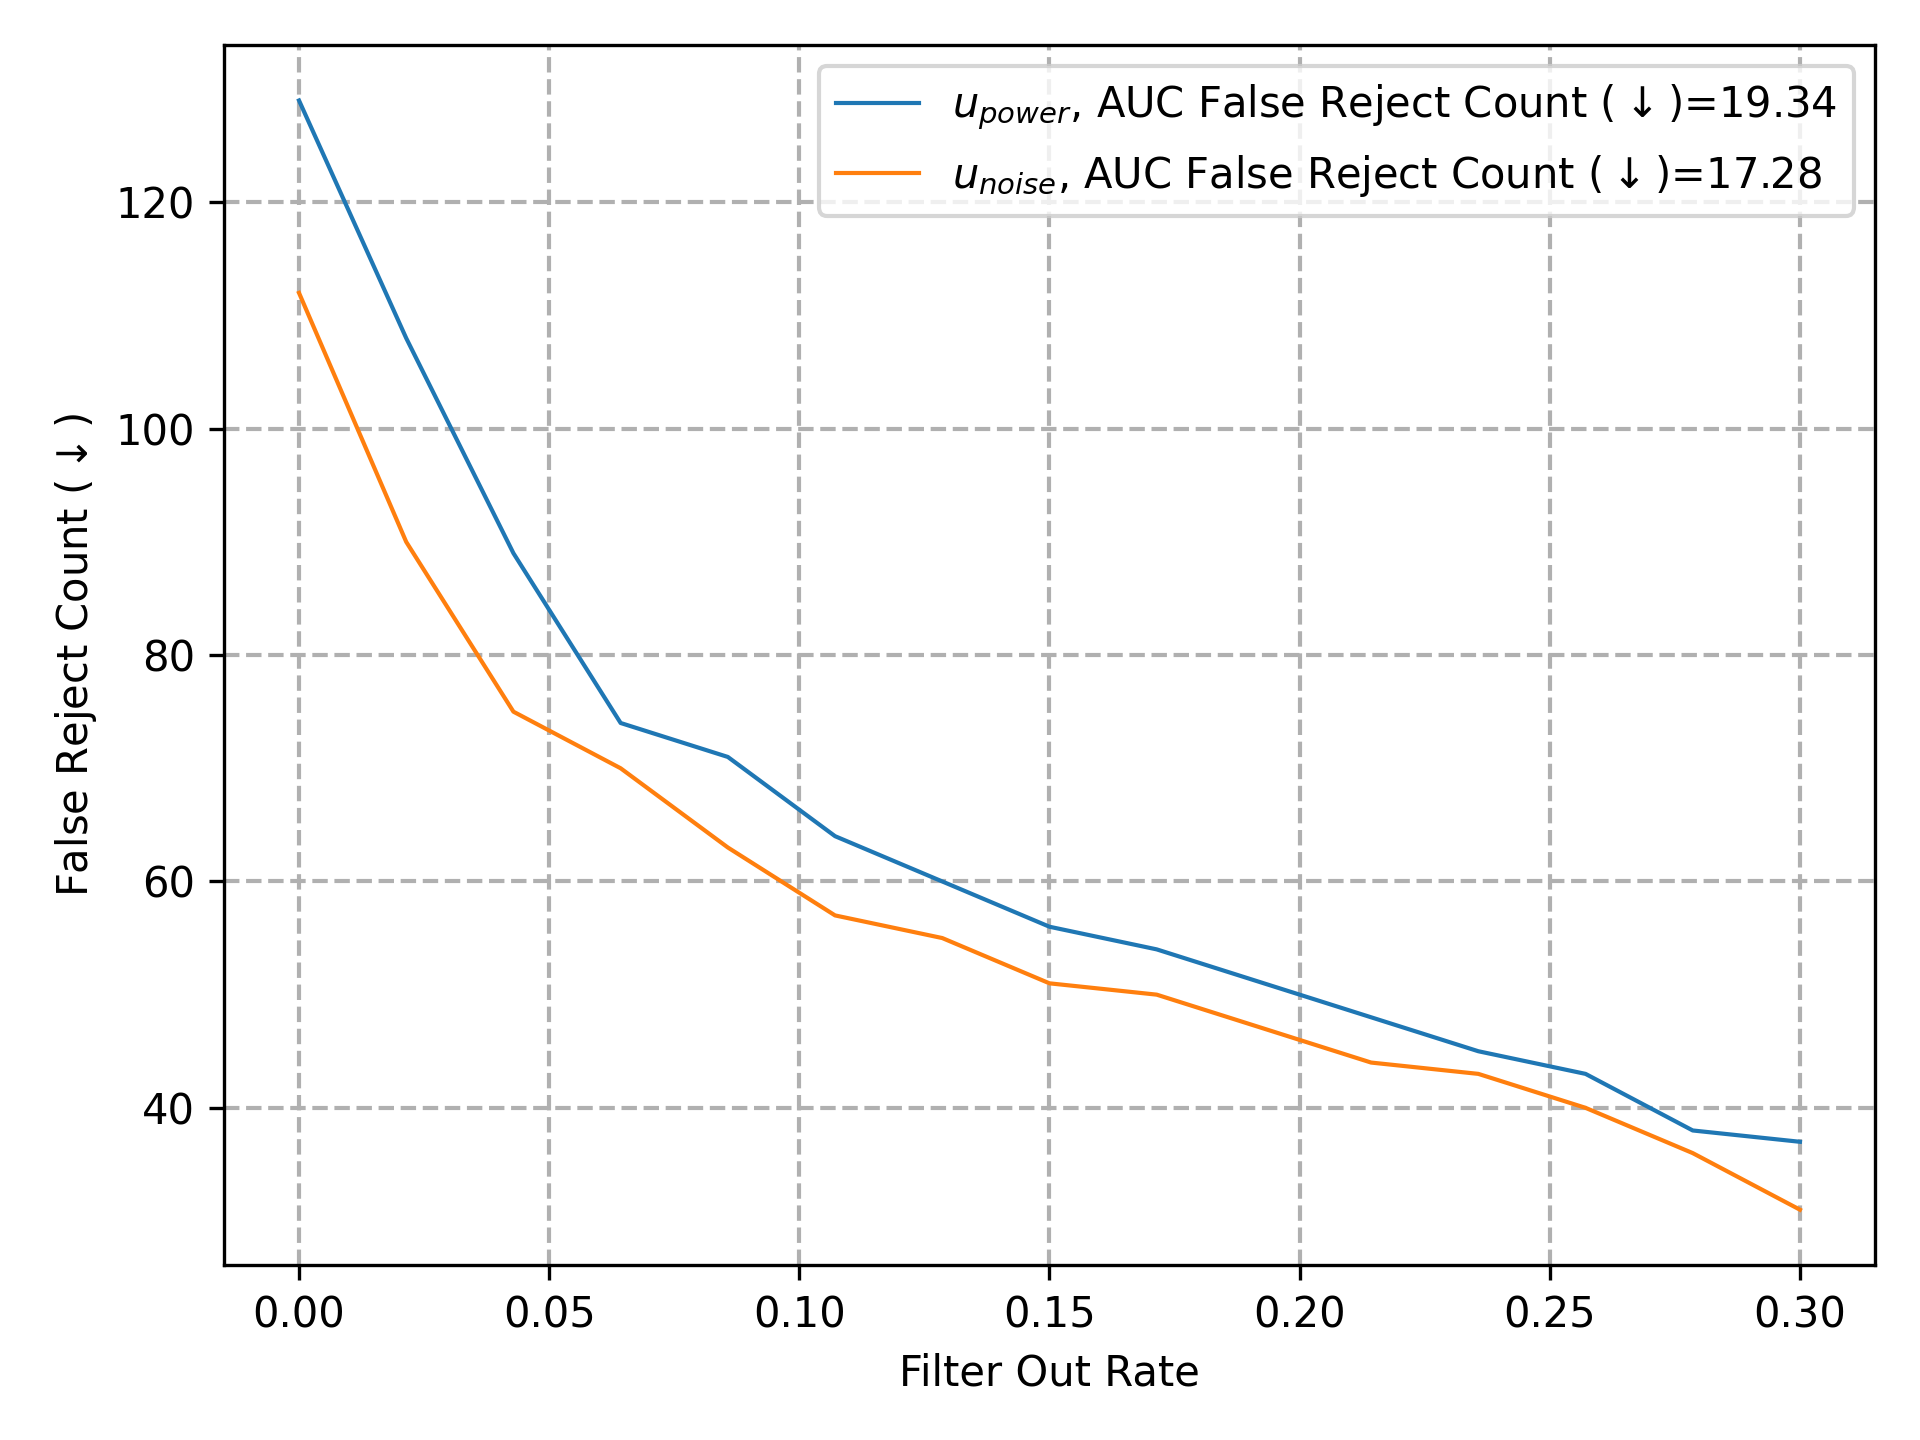 u_power, AUC False Reject Count (↓)=19.34
u_noise, AUC False Reject Count (↓)=17.28
False Reject Count (↓)
120
100
80
60
40
0.00 0.05 0.10 0.15 0.20 0.25 0.30
Filter Out Rate